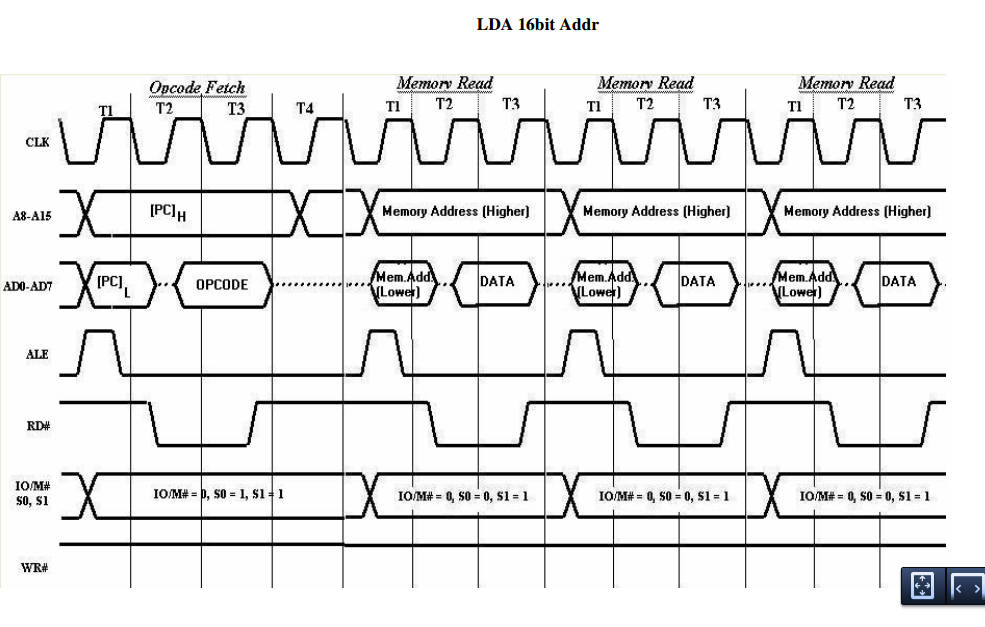 LDA 16bit Addr
Opcode Fetch Memory Read Memory Read Memory Read
T1 T2 T3 T4 T1 T2 T3 T1 T2 T3 T1 T2 T3
CLK
A8-A15 [PC]H Memory Address (Higher) Memory Address (Higher) Memory Address (Higher)
AD0-AD7 [PC]L OPCODE Mem.Add. DATA Mem.Add. DATA Mem.Add. DATA
(Lower) (Lower) (Lower)
ALE
RD#
IO/M# IO/M# = 0, S0 = 1, S1 = 1 IO/M# = 0, S0 = 0, S1 = 1 IO/M# = 0, S0 = 0, S1 = 1 IO/M# = 0, S0 = 0, S1 = 1
S0, S1
WR#